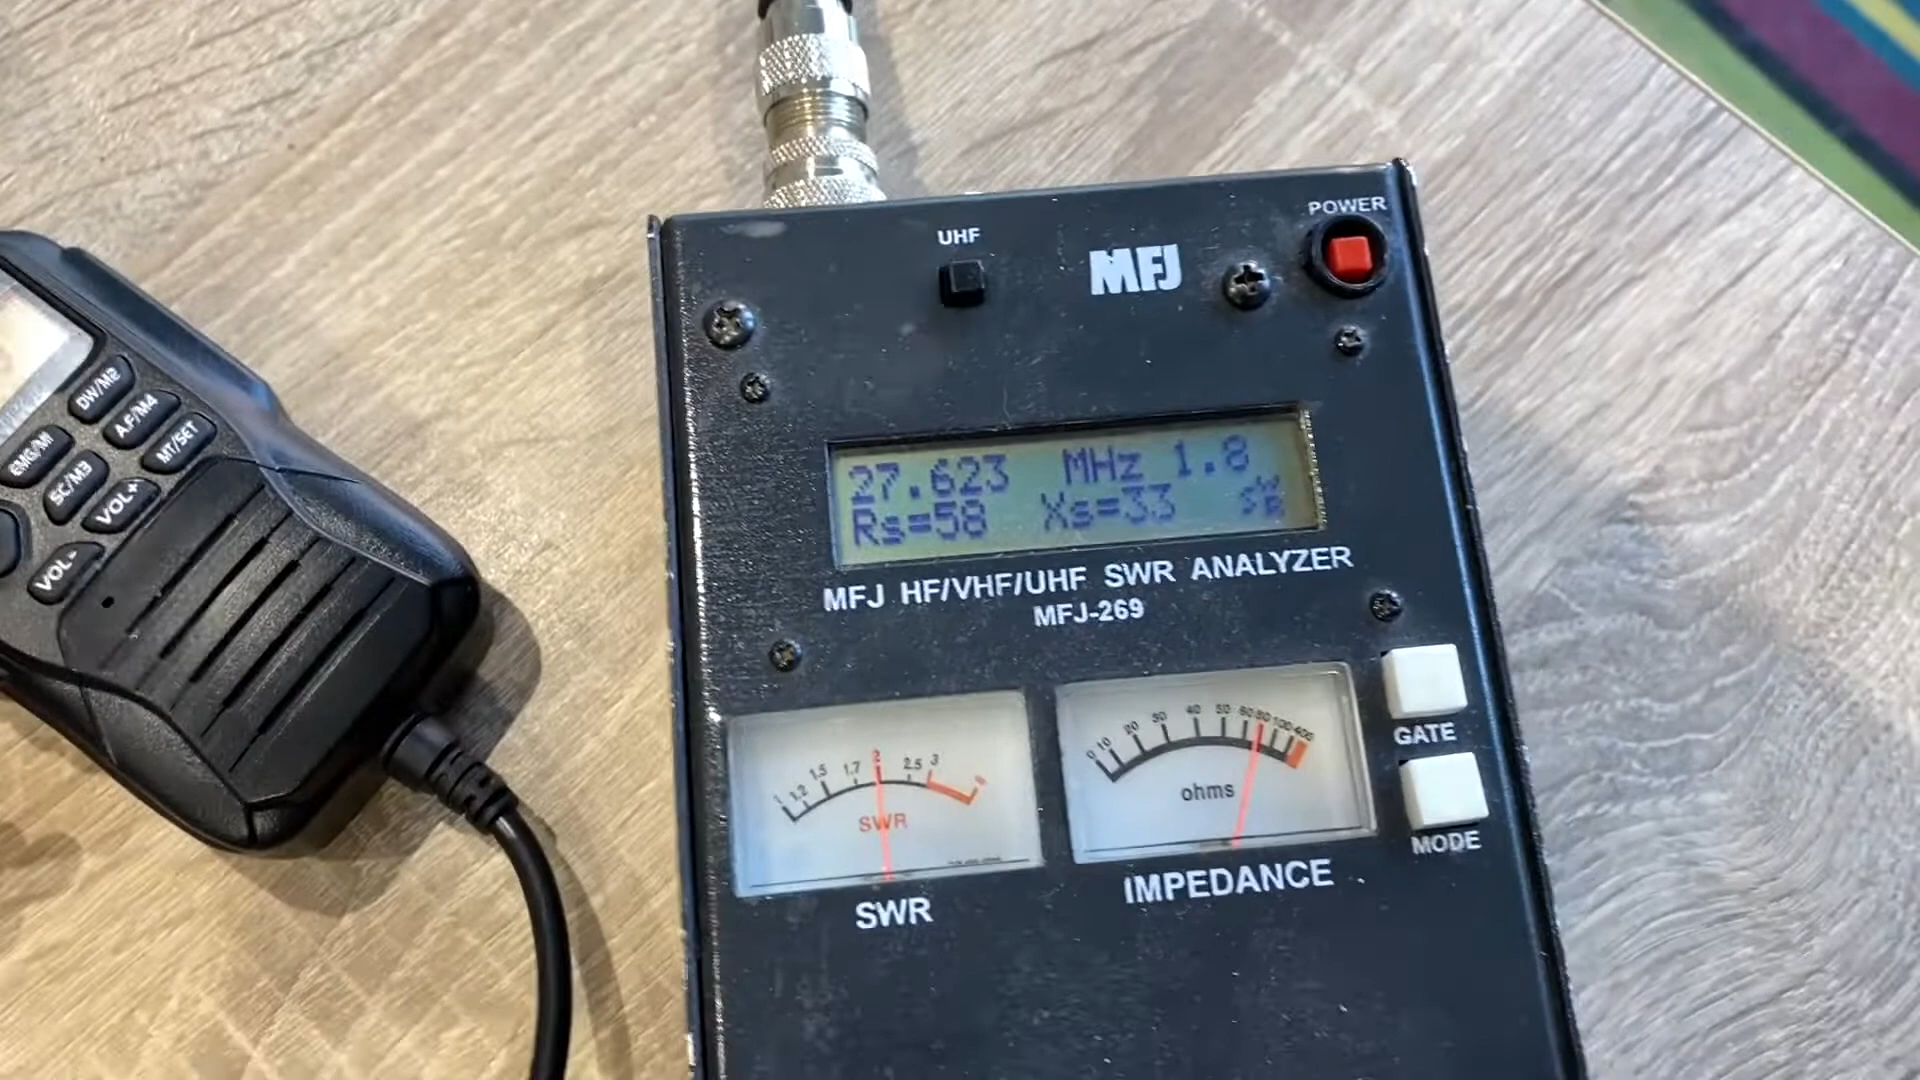 UHF
MFJ
POWER
27.623 MHz 1.8
Rs=58 Xs=33 SWR
MFJ HF/VHF/UHF SWR ANALYZER
MFJ-269
1 1.2 1.5 1.7 2 2.5 3
SWR
SWR
0 10 20 30 40 50 60 80 100 400
ohms
IMPEDANCE
GATE
MODE
DW/M2
A.F/M4
MT/SET
EMG/M1
SC/M3
VOL+
VOL-